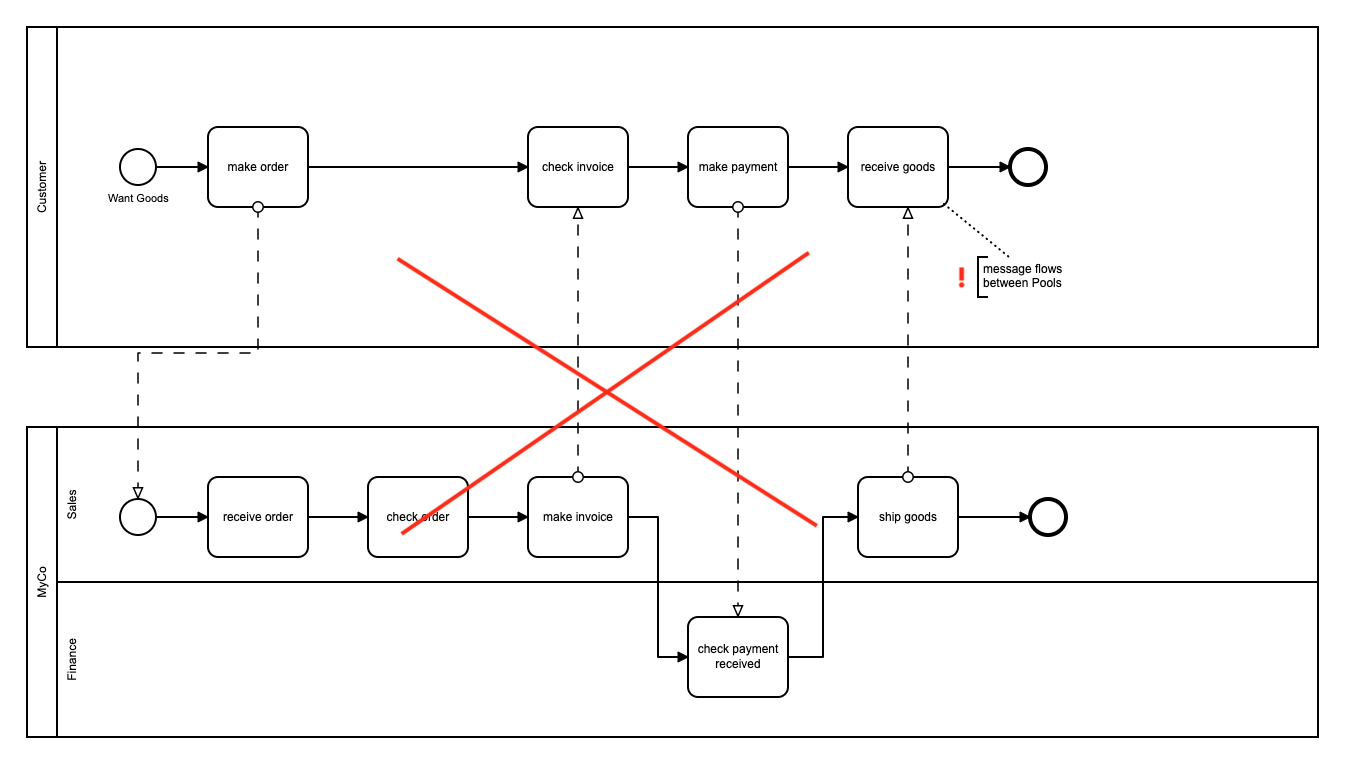 Customer
make order
check invoice
make payment
receive goods
Want Goods
!
message flows
between Pools
MyCo
Sales
receive order
check order
make invoice
ship goods
Finance
check payment
received